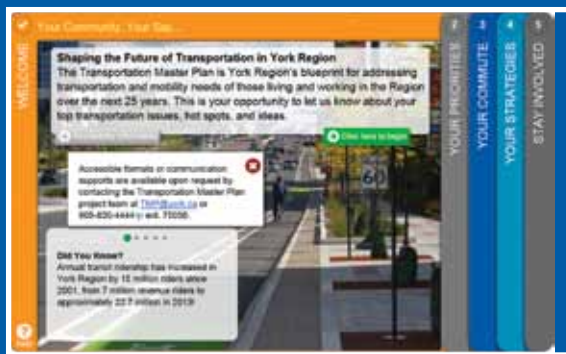 Your Community, Your Say...
WELCOME
Shaping the Future of Transportation in York Region
The Transportation Master Plan is York Region's blueprint for addressing
transportation and mobility needs of those living and working in the Region
over the next 25 years. This is your opportunity to let us know about your
top transportation issues, hot spots, and ideas.
Click here to begin
Accessible formats or communication
supports are available upon request by
contacting the Transportation Master Plan
project team at TMP@york.ca or
ext.
Did You Know?
Annual transit ridership has increased in
York Region by 15 million riders since
2001, from 7 million revenue riders to
approximately 22.7 million in 2013!
60
2
YOUR PRIORITIES
3
YOUR COMMUTE
4
YOUR STRATEGIES
5
STAY INVOLVED